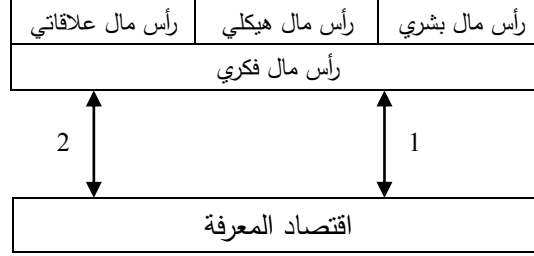 رأس مال بشري رأس مال هيكلي رأس مال علاقاتي
رأس مال فكري
1 2
اقتصاد المعرفة